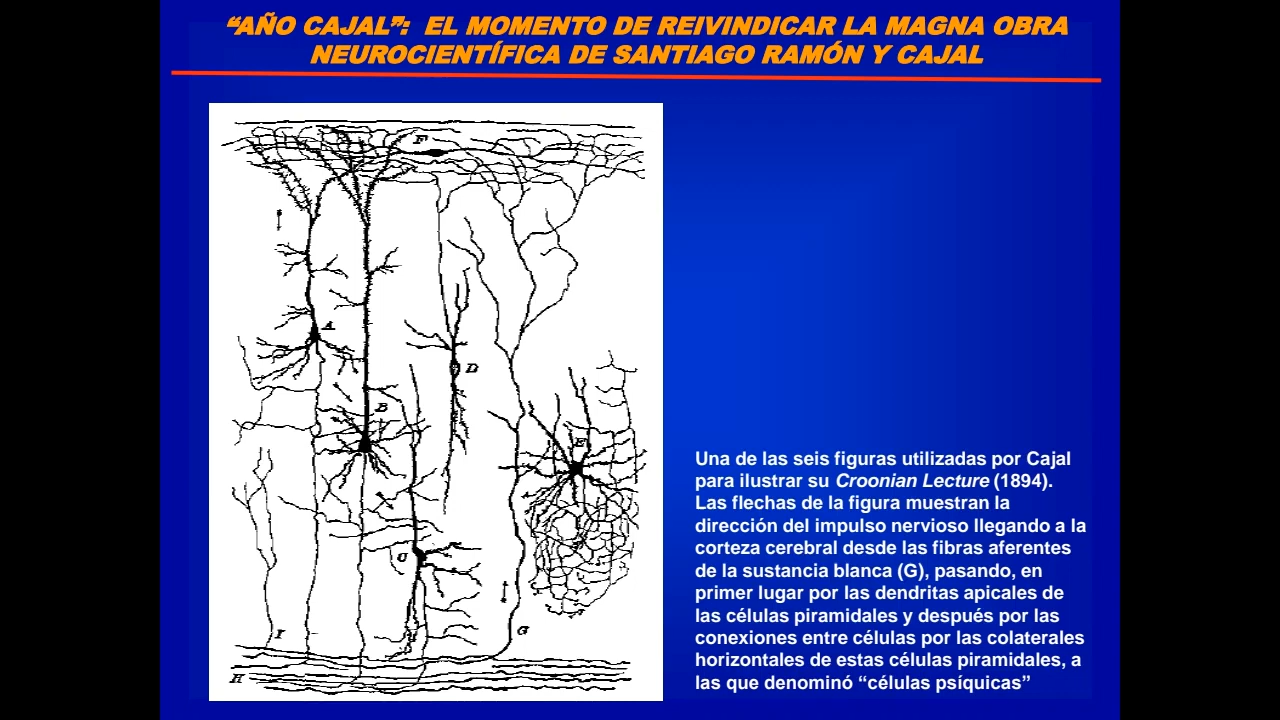 “AÑO CAJAL”: EL MOMENTO DE REIVINDICAR LA MAGNA OBRA
NEUROCIENTÍFICA DE SANTIAGO RAMÓN Y CAJAL
F
A
D
B
E
C
G
I
H
Una de las seis figuras utilizadas por Cajal
para ilustrar su Croonian Lecture (1894).
Las flechas de la figura muestran la
dirección del impulso nervioso llegando a la
corteza cerebral desde las fibras aferentes
de la sustancia blanca (G), pasando, en
primer lugar por las dendritas apicales de
las células piramidales y después por las
conexiones entre células por las colaterales
horizontales de estas células piramidales, a
las que denominó “células psíquicas”